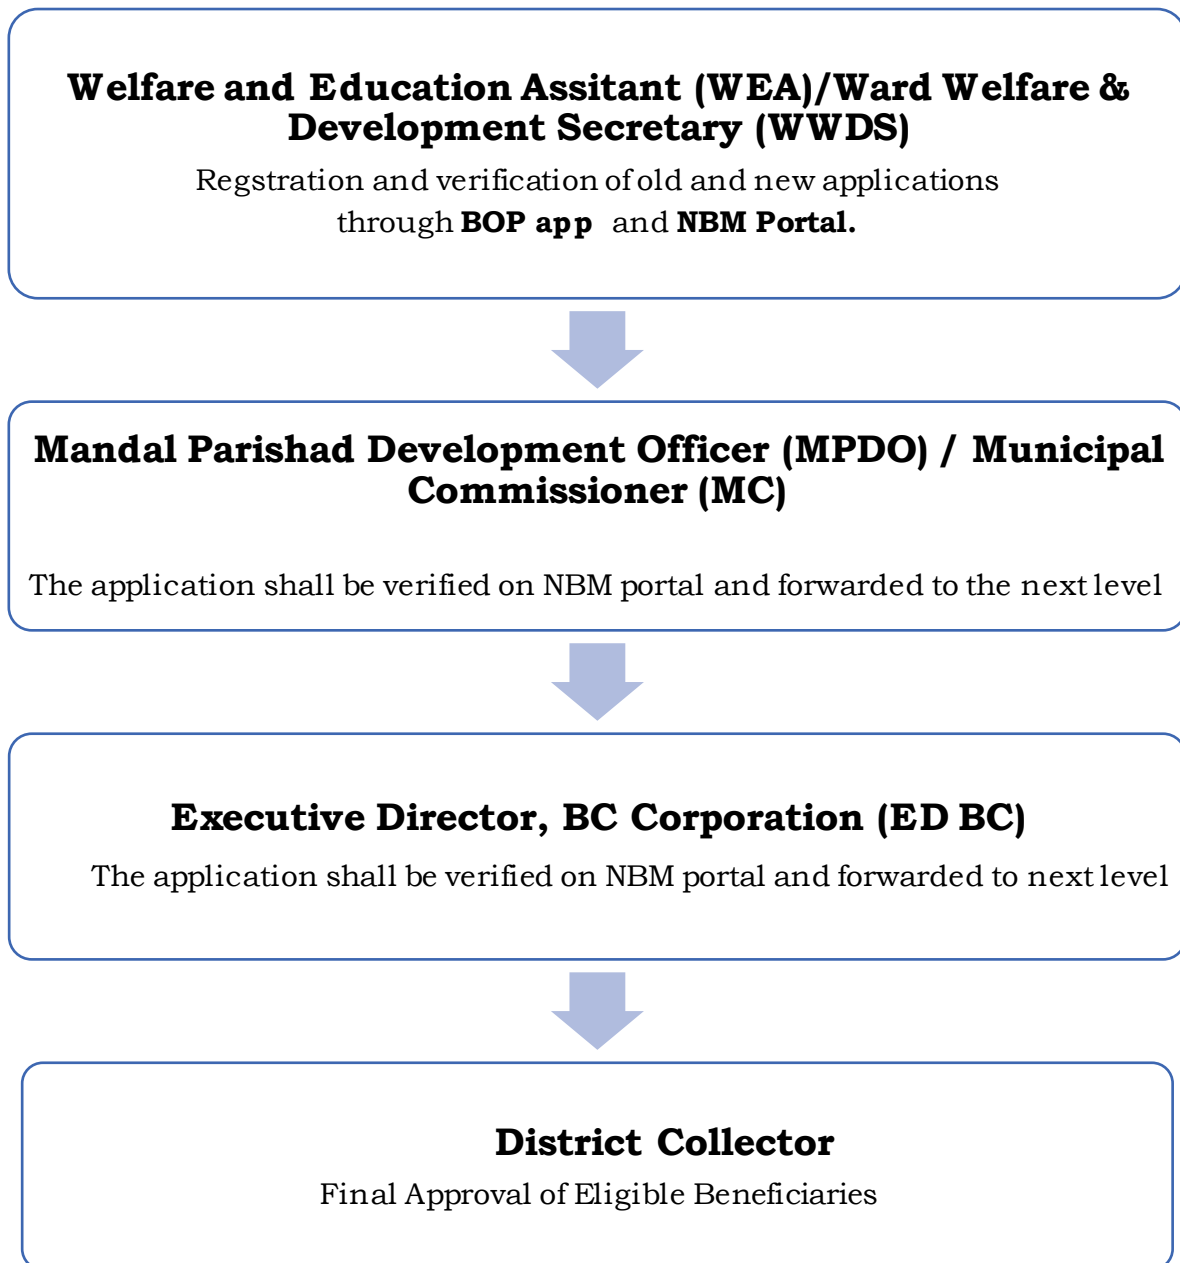 Welfare and Education Assitant (WEA)/Ward Welfare &
Development Secretary (WWDS)
Regstration and verification of old and new applications
through BOP app and NBM Portal.
Mandal Parishad Development Officer (MPDO) / Municipal
Commissioner (MC)
The application shall be verified on NBM portal and forwarded to the next level
Executive Director, BC Corporation (ED BC)
The application shall be verified on NBM portal and forwarded to next level
District Collector
Final Approval of Eligible Beneficiaries